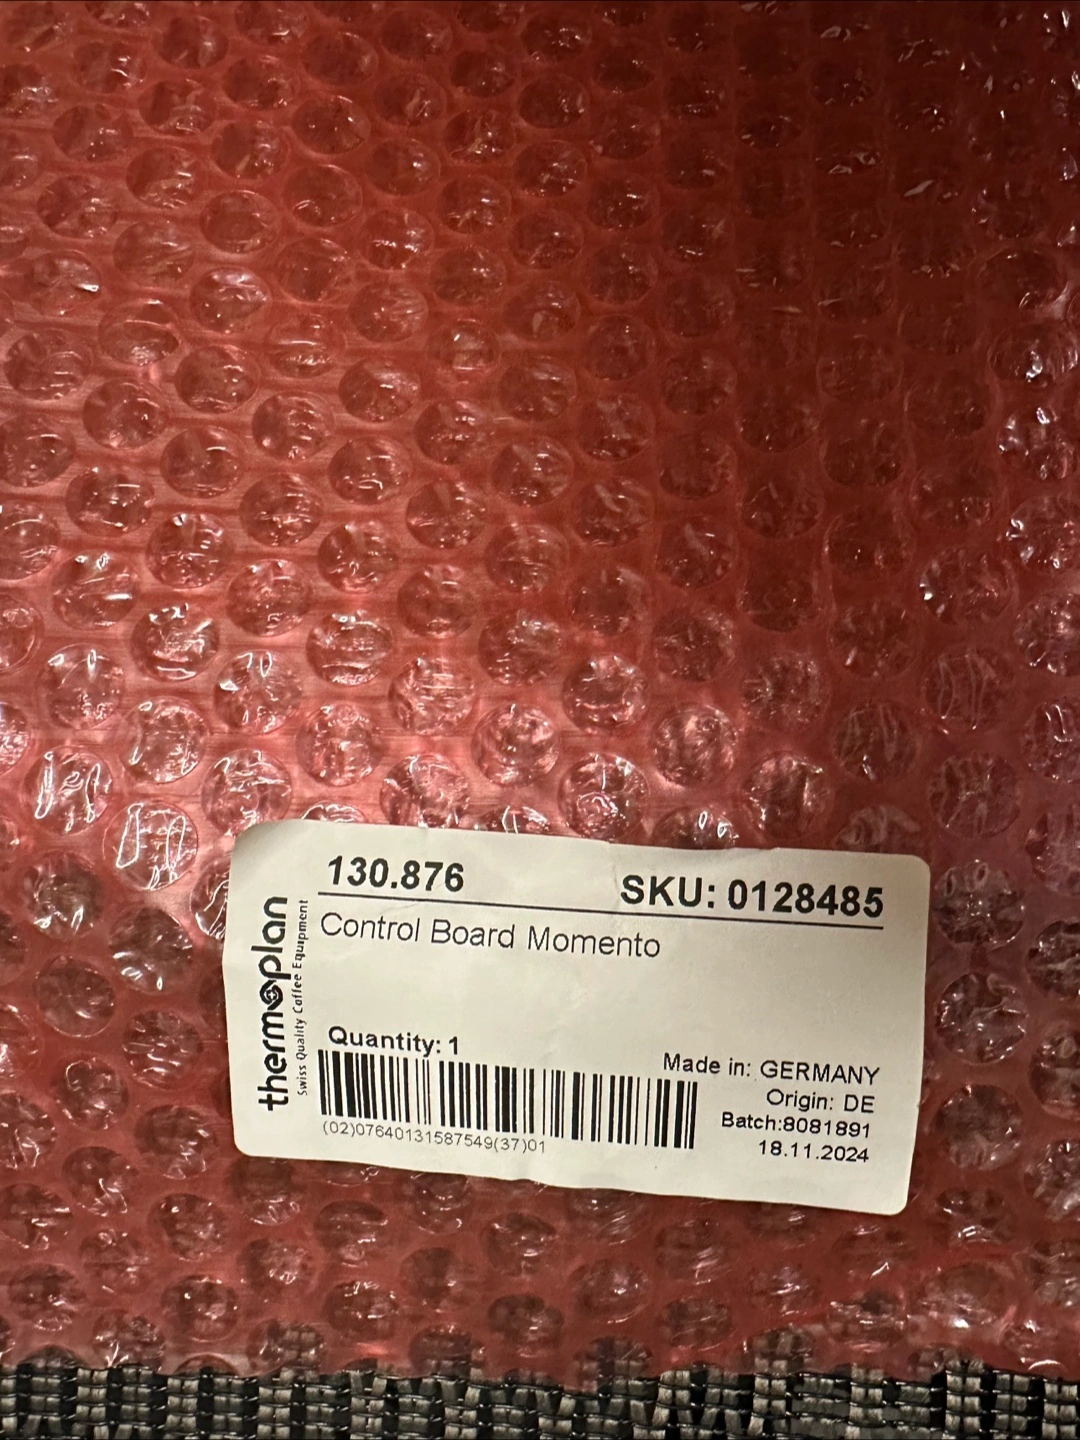 130.876
SKU: 0128485
Control Board Momento
thermoplan
Swiss Quality Coffee Equipment
Quantity: 1
(02)07640131587549(37)01
Made in: GERMANY
Origin: DE
Batch:8081891
18.11.2024